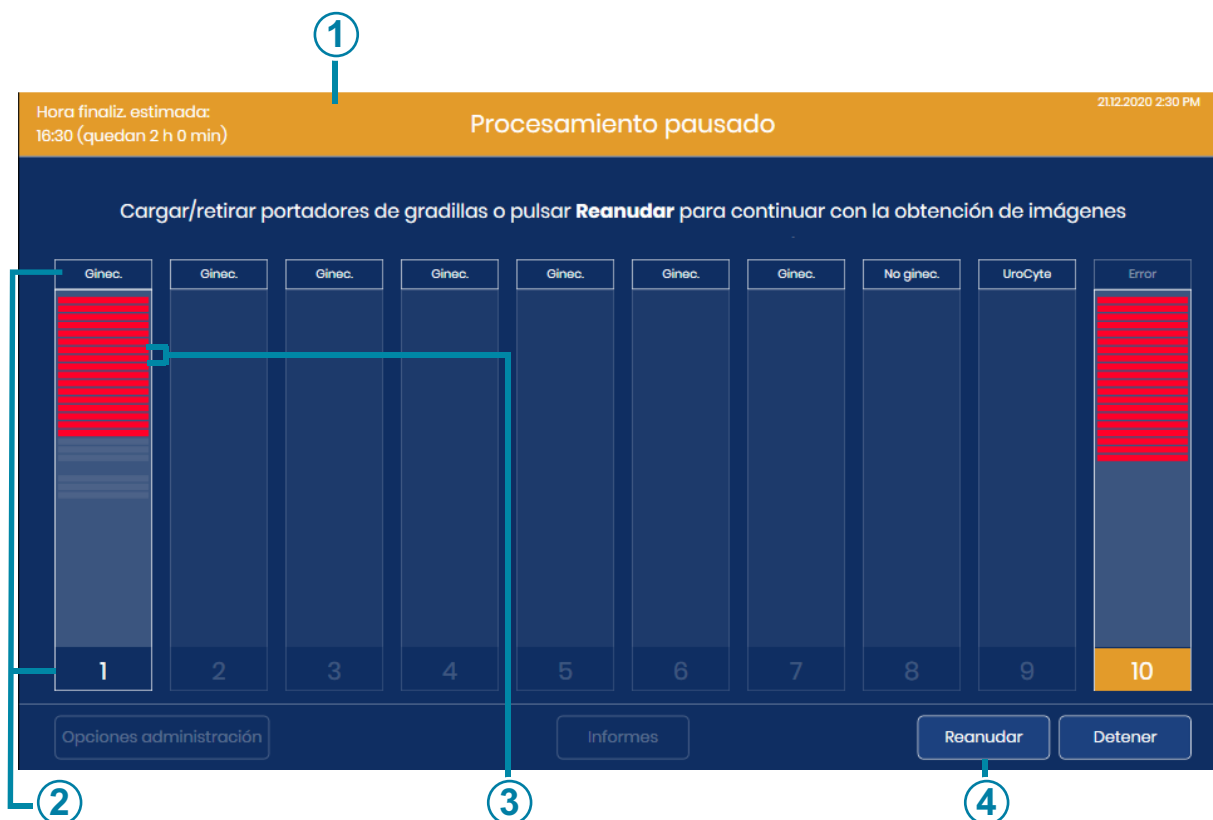 1
Hora finaliz. estimada:
16:30 (quedan 2 h 0 min)
Procesamiento pausado
21.12.2020 2:30 PM
Cargar/retirar portadores de gradillas o pulsar Reanudar para continuar con la obtención de imágenes
Ginec. Ginec. Ginec. Ginec. Ginec. Ginec. Ginec. No ginec. UroCyte Error
1 2 3 4 5 6 7 8 9 10
Opciones administración Informes Reanudar Detener
2 3 4